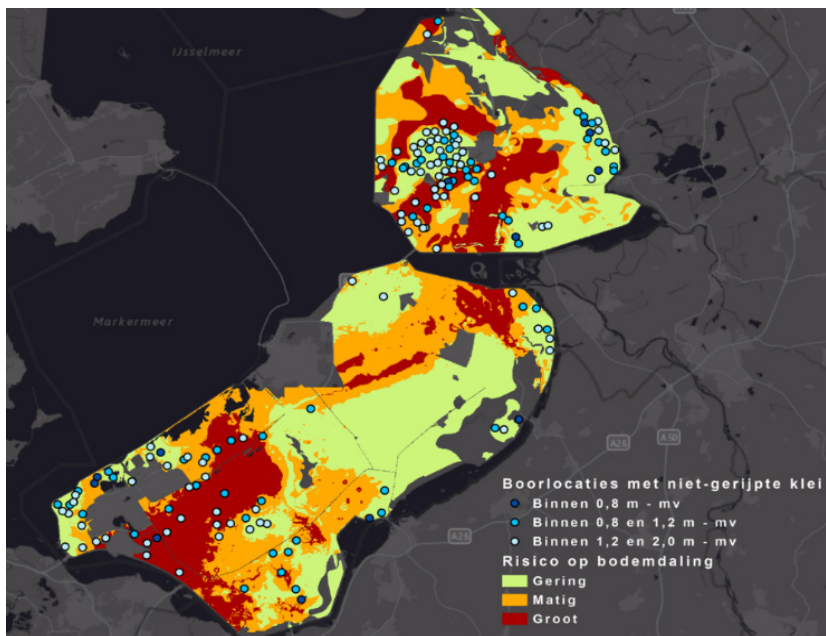 IJsselmeer
Markermeer
A28
A50
A28
Boorlocaties met niet-gerijpte klei
Binnen 0,8 m - mv
Binnen 0,8 en 1,2 m - mv
Binnen 1,2 en 2,0 m - mv
Risico op bodemdaling
Gering
Matig
Groot